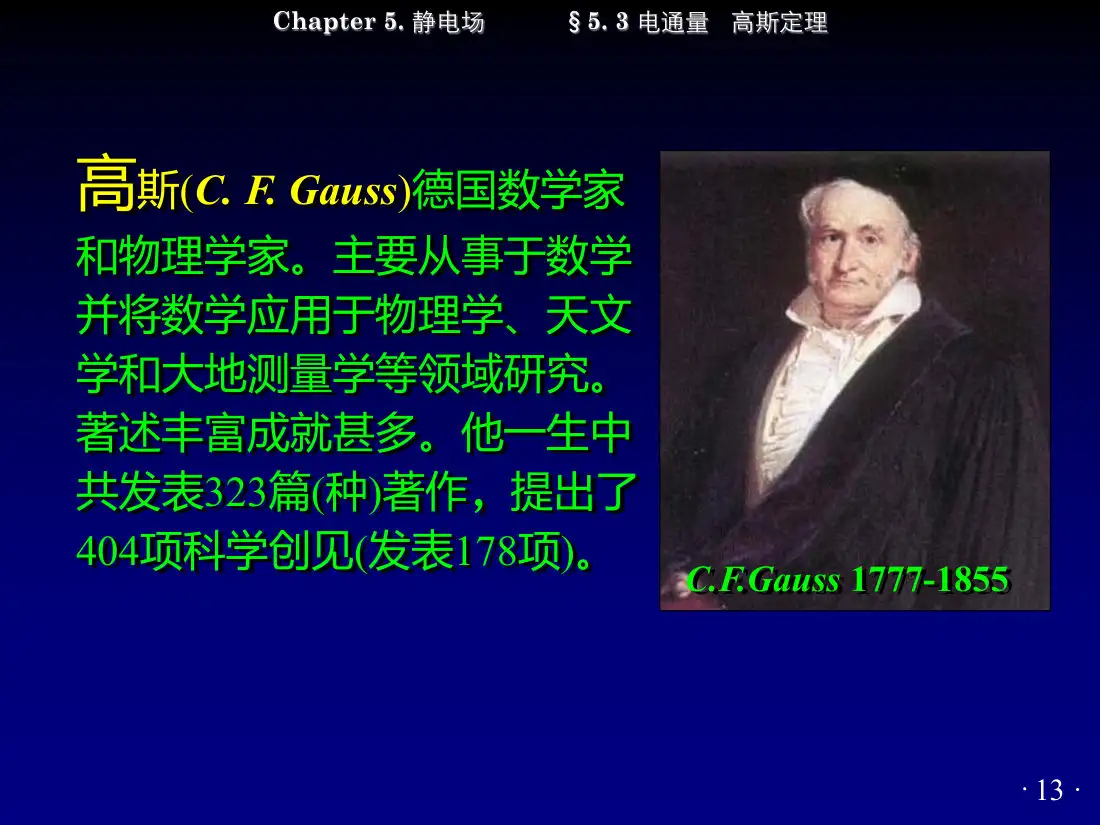 Chapter 5. 静电场 §5. 3 电通量 高斯定理
高斯(C. F. Gauss)德国数学家
和物理学家。主要从事于数学
并将数学应用于物理学、天文
学和大地测量学等领域研究。
著述丰富成就甚多。他一生中
共发表323篇(种)著作，提出了
404项科学创见(发表178项)。
C.F.Gauss 1777-1855
· 13 ·